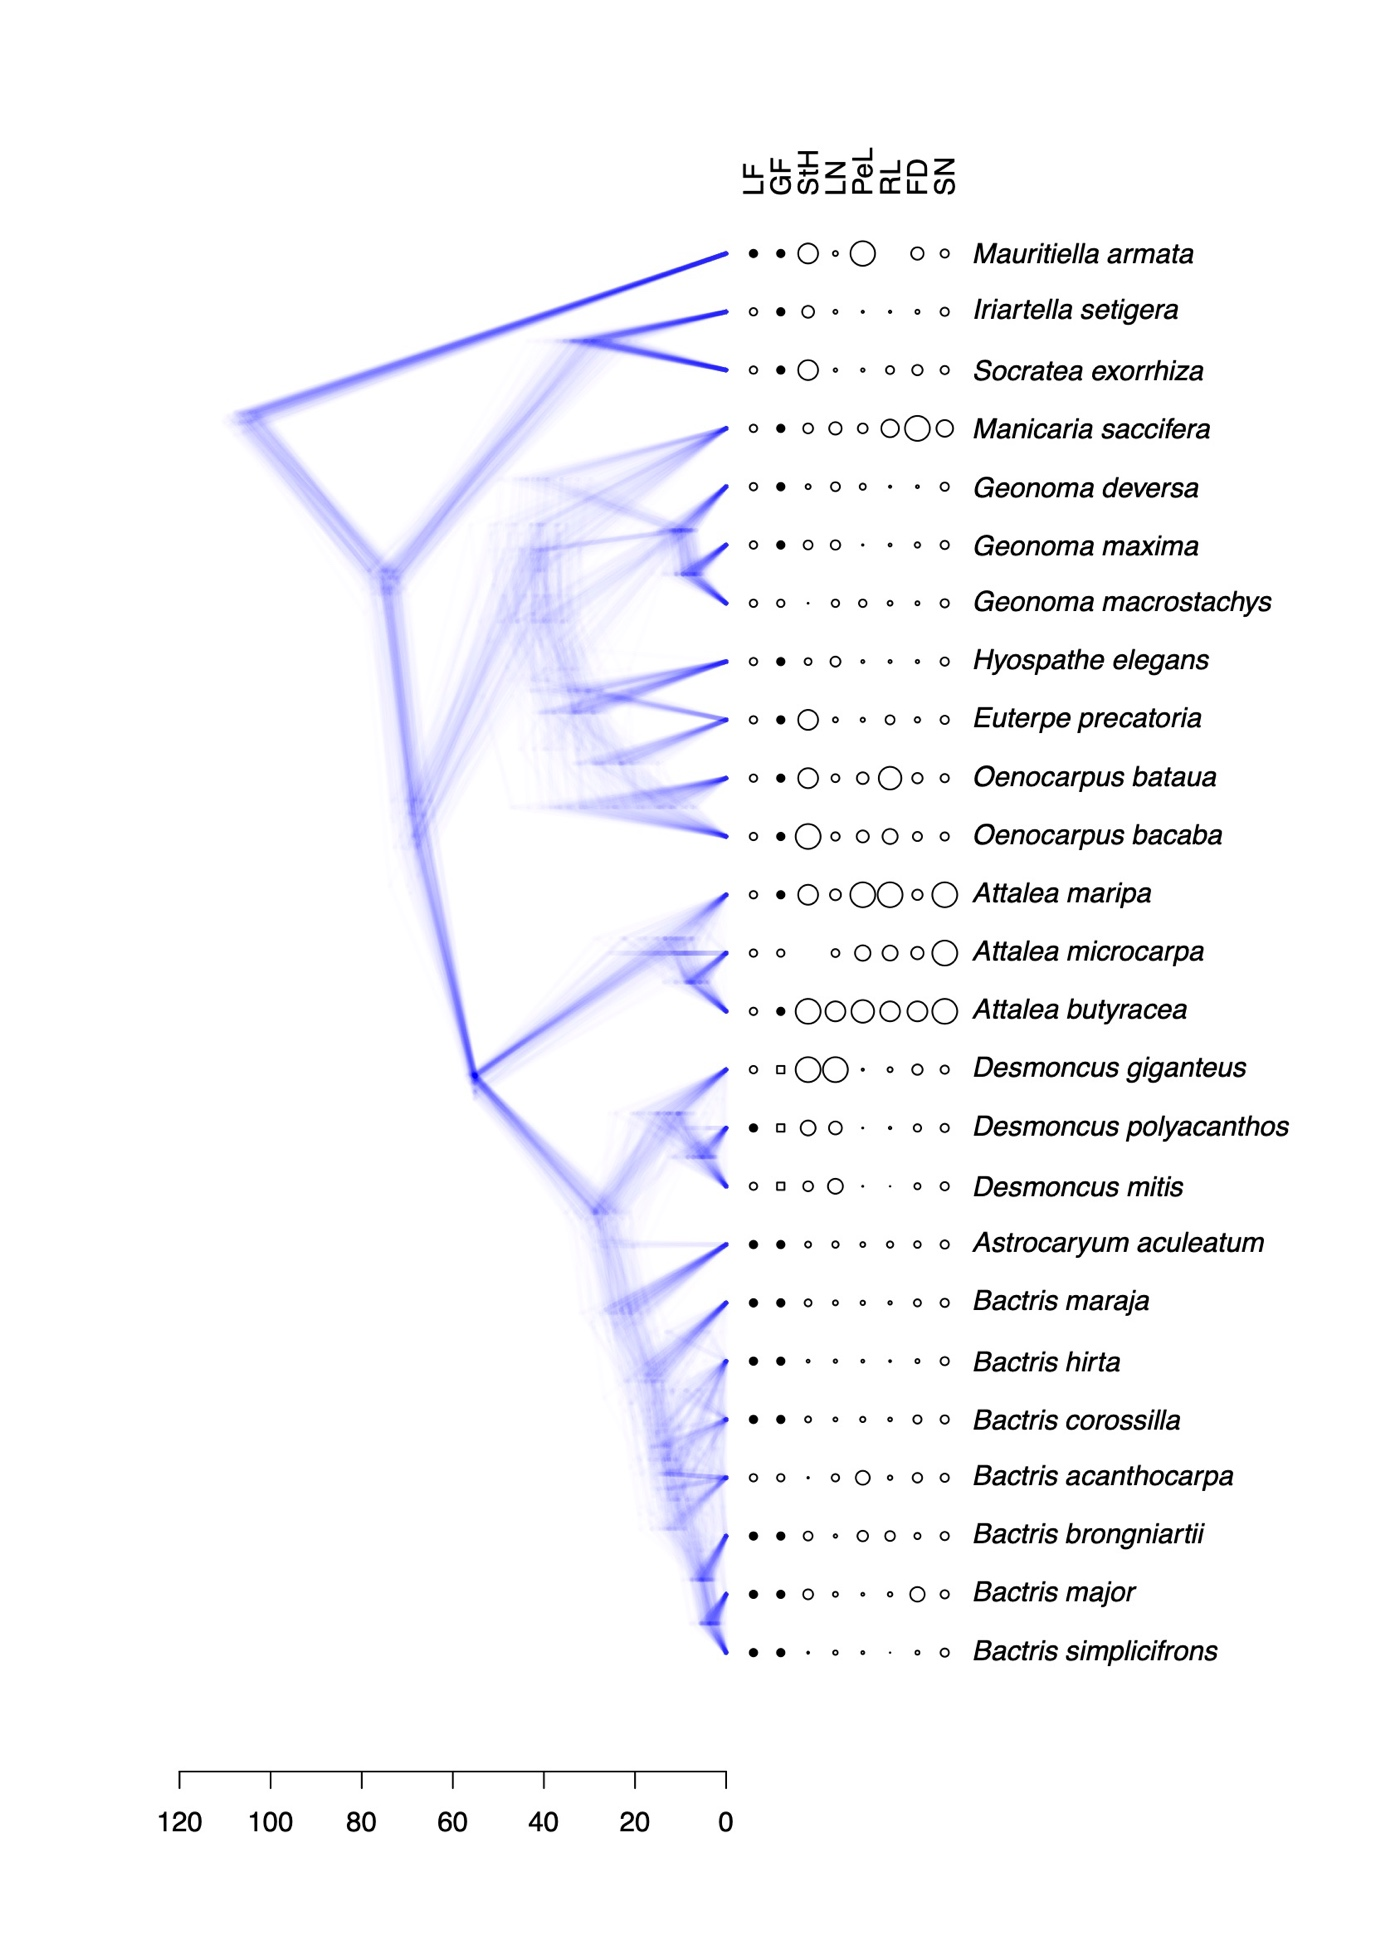 LF GF StH LN PeL RL FD SN
Mauritiella armata
Iriartella setigera
Socratea exorrhiza
Manicaria saccifera
Geonoma deversa
Geonoma maxima
Geonoma macrostachys
Hyospathe elegans
Euterpe precatoria
Oenocarpus bataua
Oenocarpus bacaba
Attalea maripa
Attalea microcarpa
Attalea butyracea
Desmoncus giganteus
Desmoncus polyacanthos
Desmoncus mitis
Astrocaryum aculeatum
Bactris maraja
Bactris hirta
Bactris corossilla
Bactris acanthocarpa
Bactris brongniartii
Bactris major
Bactris simplicifrons
120 100 80 60 40 20 0